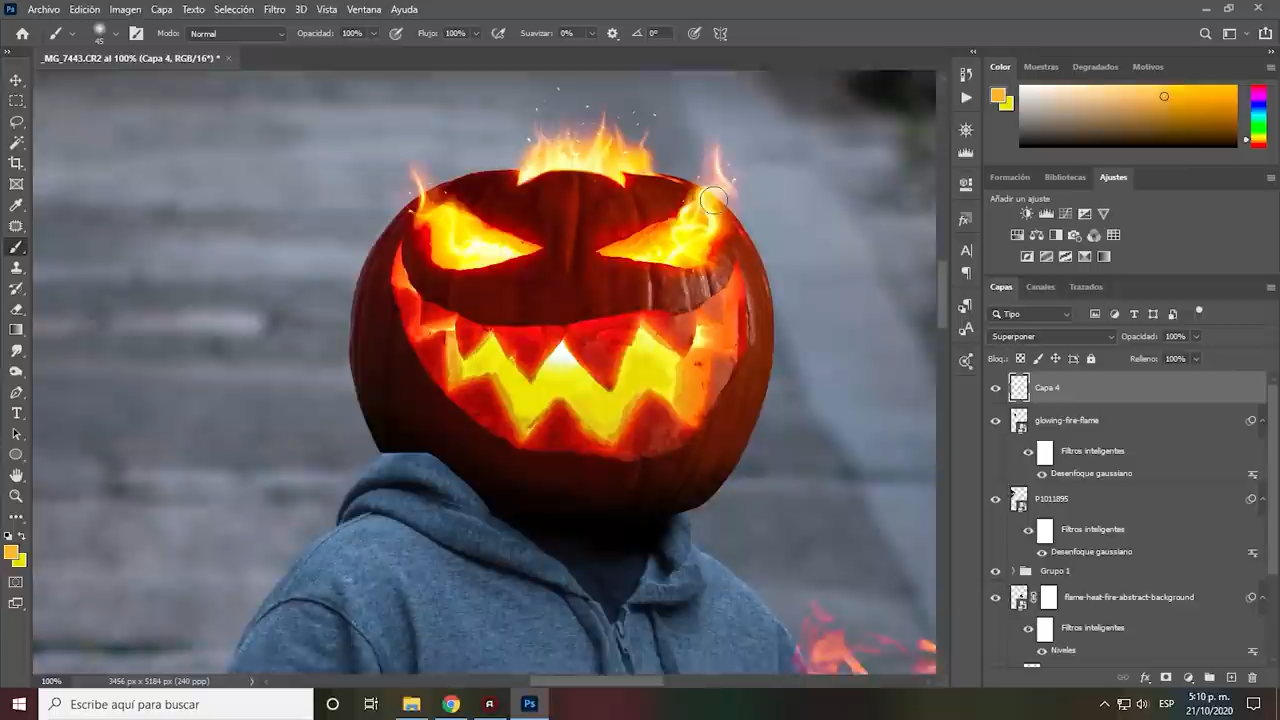 Ps Archivo Edición Imagen Capa Texto Selección Filtro 3D Vista Ventana Ayuda
45 Modo: Normal Opacidad: 100% Flujo: 100% Suavizar: 0% 0°
_MG_7443.CR2 al 100% (Capa 4, RGB/16*) * ×
Color Muestras Degradados Motivos
Formación Bibliotecas Ajustes
Añadir un ajuste
Capas Canales Trazados
Tipo
Superponer Opacidad: 100%
Bloq.: Relleno: 100%
Capa 4
glowing-fire-flame
Filtros inteligentes
Desenfoque gaussiano
P1011895
Filtros inteligentes
Desenfoque gaussiano
Grupo 1
flame-heat-fire-abstract-background
Filtros inteligentes
Niveles
100% 3456 px x 5184 px (240 ppp)
Escribe aquí para buscar
Ps
ESP
5:10 p. m.
21/10/2020